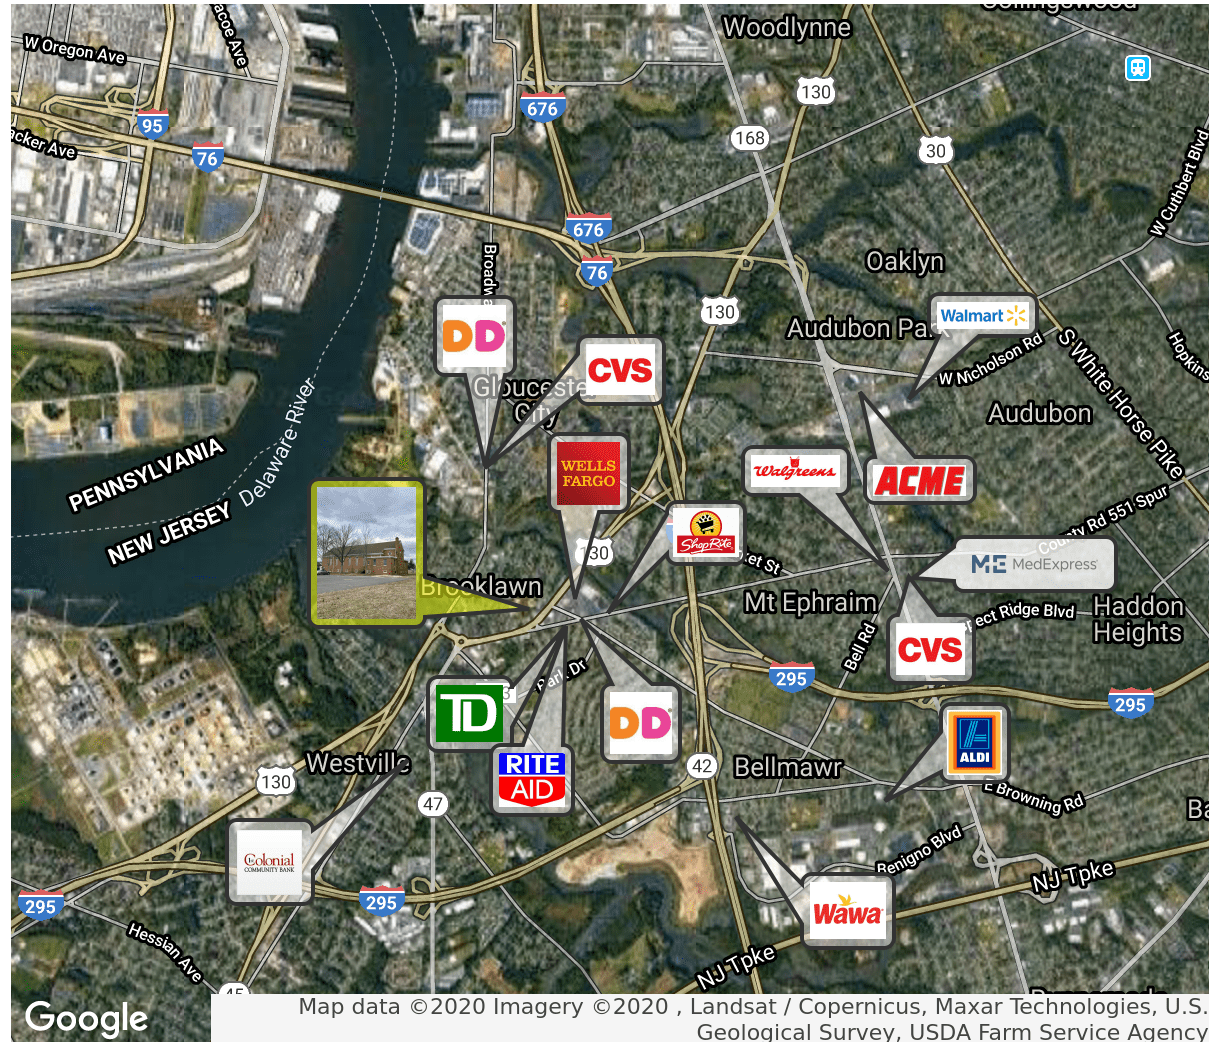 Woodlynne
W Oregon Ave
95
76
676
130
168
30
W Cuthbert Blvd
676
76
Oaklyn
130
Audubon Park
Walmart
W Nicholson Rd
S White Horse Pike
Hopkins
DD
CVS
Gloucester
City
Audubon
PENNSYLVANIA
Delaware River
NEW JERSEY
WELLS
FARGO
Walgreens
ACME
ShopRite
130
County Rd 551 Spur
MedExpress
Brooklawn
Mt Ephraim
Bell Rd
Haddon
Heights
CVS
295
295
Park Dr
TD
DD
RITE
AID
ALDI
Westville
130
42
Bellmawr
47
E Browning Rd
The Colonial
COMMUNITY BANK
Benigno Blvd
NJ Tpke
295
295
Wawa
Hessian Ave
NJ Tpke
45
Google
Map data ©2020 Imagery ©2020 , Landsat / Copernicus, Maxar Technologies, U.S.
Geological Survey, USDA Farm Service Agency